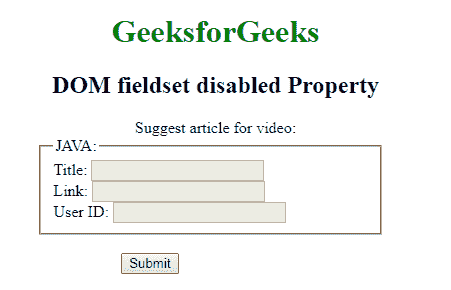 GeeksforGeeks
DOM fieldset disabled Property
Suggest article for video:
JAVA:
Title:
Link:
User ID:
Submit